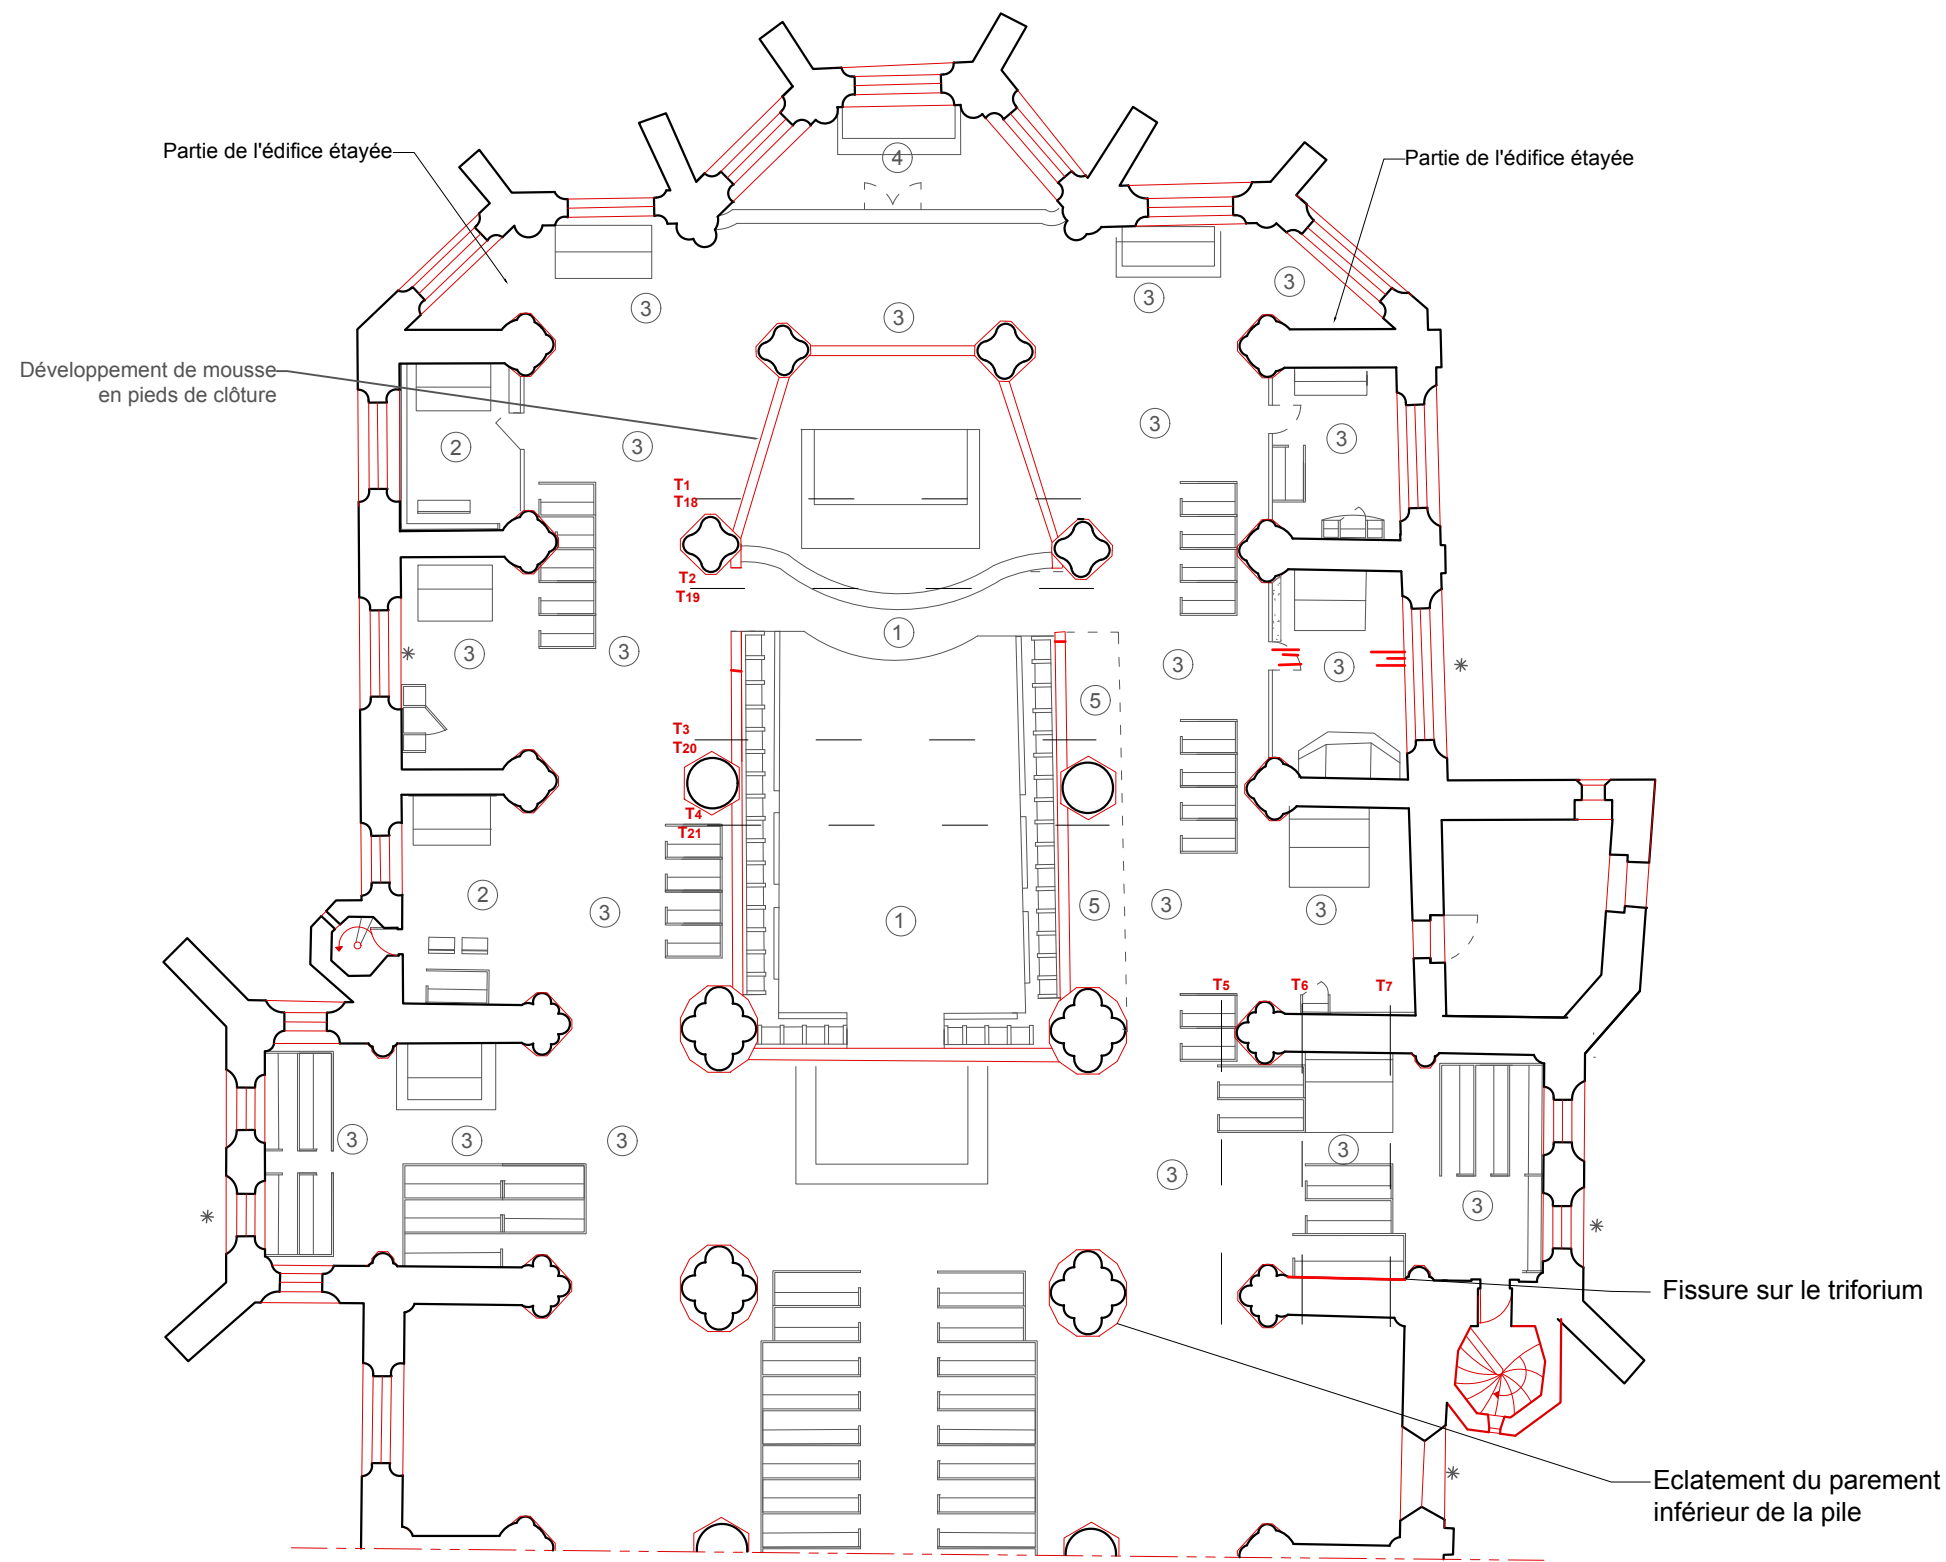 4
Partie de l'édifice étayée
Partie de l'édifice étayée
3
3
3
3
Développement de mousse
en pieds de clôture
3
3
2
3
T1
T18
T2
T19
1
3
3
3
3
3
*
*
5
T3
T20
T4
T21
2
3
1
5
3
3
T5
T6
T7
3
3
3
3
3
3
*
*
Fissure sur le triforium
*
Eclatement du parement
inférieur de la pile